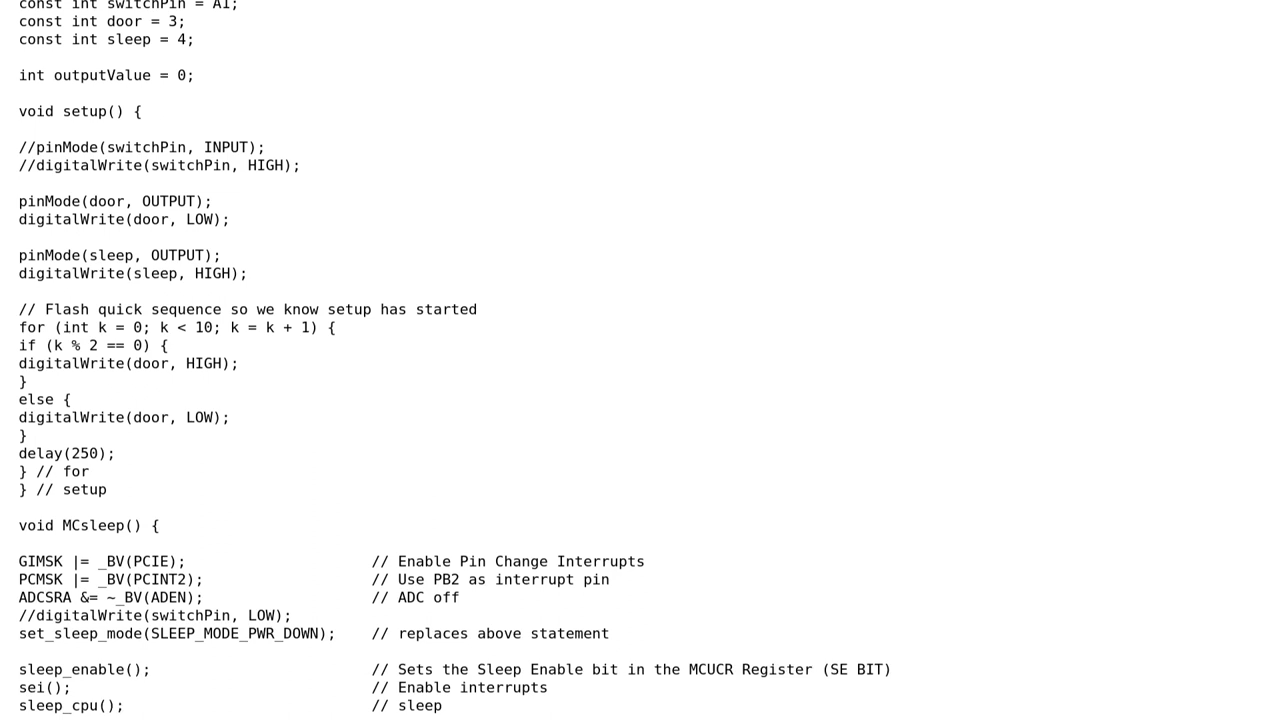 const int switchPin = A1;
const int door = 3;
const int sleep = 4;

int outputValue = 0;

void setup() {

//pinMode(switchPin, INPUT);
//digitalWrite(switchPin, HIGH);

pinMode(door, OUTPUT);
digitalWrite(door, LOW);

pinMode(sleep, OUTPUT);
digitalWrite(sleep, HIGH);

// Flash quick sequence so we know setup has started
for (int k = 0; k < 10; k = k + 1) {
if (k % 2 == 0) {
digitalWrite(door, HIGH);
}
else {
digitalWrite(door, LOW);
}
delay(250);
} // for
} // setup

void MCsleep() {

GIMSK |= _BV(PCIE);                     // Enable Pin Change Interrupts
PCMSK |= _BV(PCINT2);                   // Use PB2 as interrupt pin
ADCSRA &= ~_BV(ADEN);                   // ADC off
//digitalWrite(switchPin, LOW);
set_sleep_mode(SLEEP_MODE_PWR_DOWN);    // replaces above statement

sleep_enable();                         // Sets the Sleep Enable bit in the MCUCR Register (SE BIT)
sei();                                  // Enable interrupts
sleep_cpu();                            // sleep